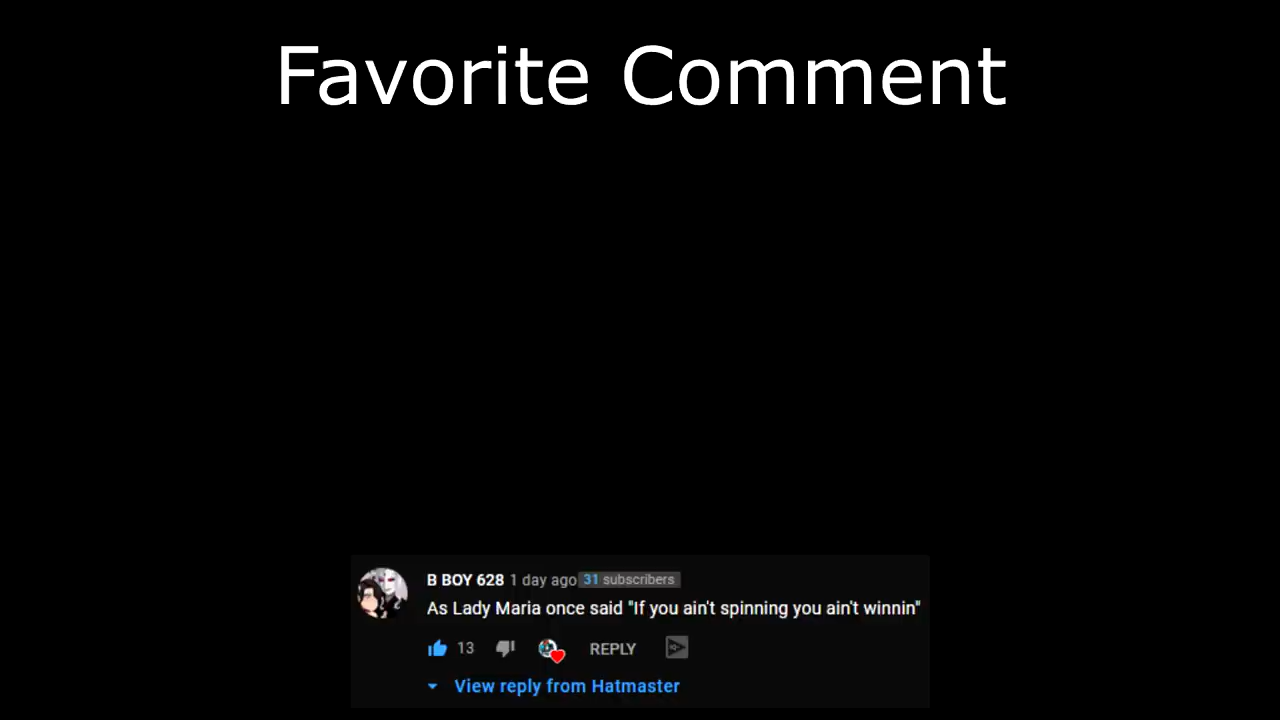 Favorite Comment
B BOY 628 1 day ago 31 subscribers
As Lady Maria once said "If you ain't spinning you ain't winnin"
13 REPLY
View reply from Hatmaster